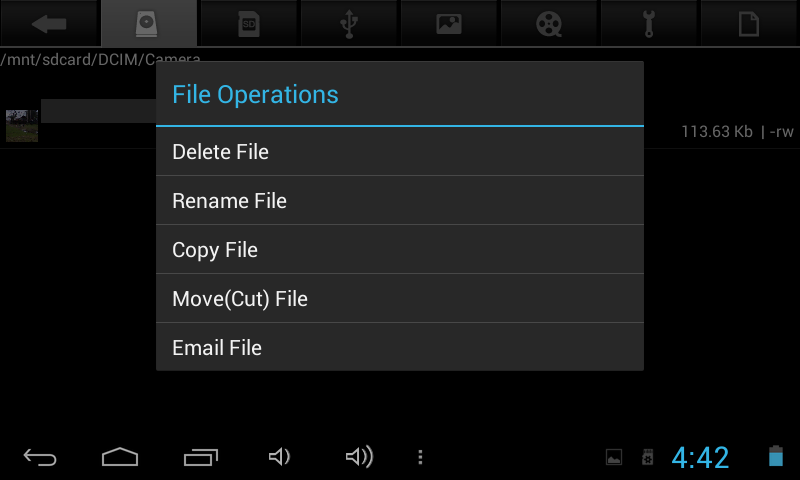 SD
/mnt/sdcard/DCIM/Camera
File Operations
113.63 Kb | -rw
Delete File
Rename File
Copy File
Move(Cut) File
Email File
4:42